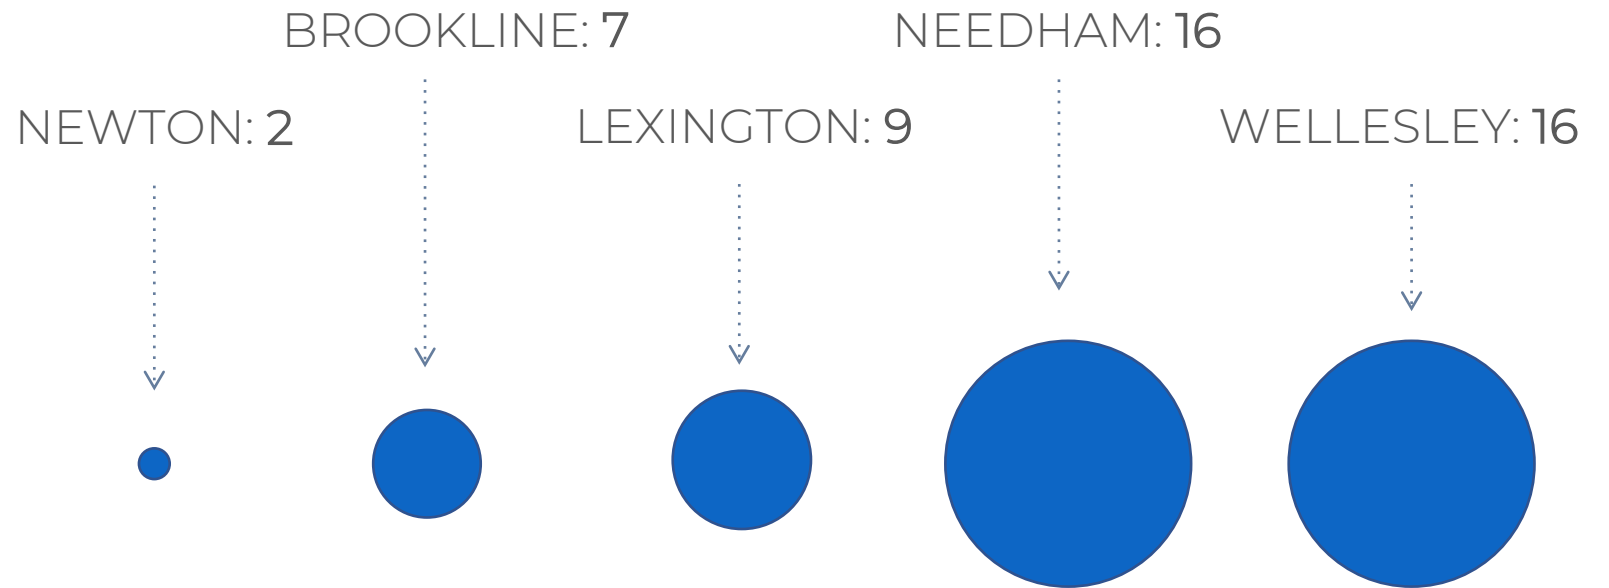 BROOKLINE: 7
NEEDHAM: 16
NEWTON: 2
LEXINGTON: 9
WELLESLEY: 16